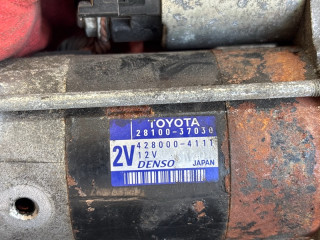 TOYOTA
28100-37030
2V
428000-4111
12V
DENSO JAPAN